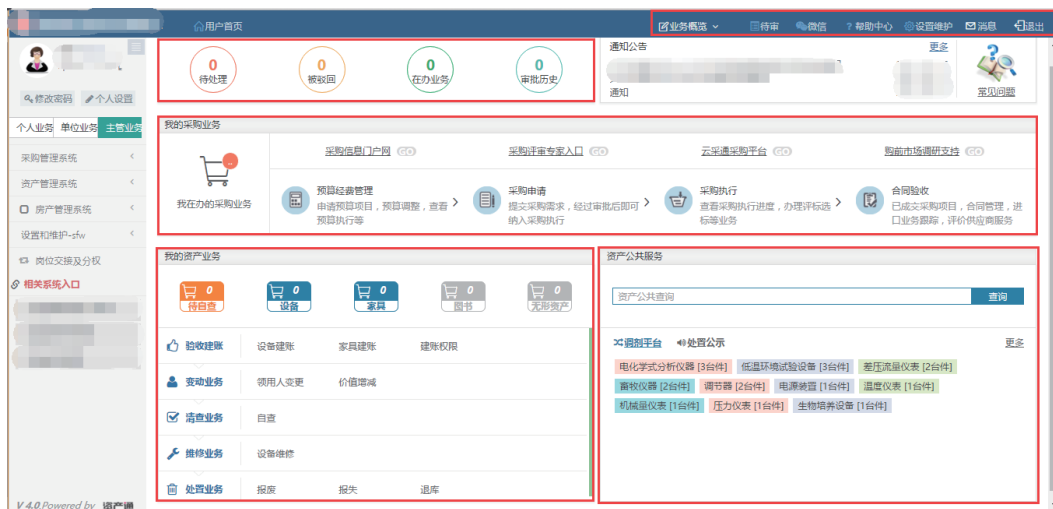 用户首页
业务概览
待审
微信
? 帮助中心
设置维护
消息
退出
修改密码
个人设置
个人业务 单位业务 主管业务
采购管理系统
资产管理系统
房产管理系统
设置和维护-sfw
岗位交接及分权
相关系统入口
V 4.0 Powered by 资产通
0
待处理
0
被驳回
0
在办业务
0
审批历史
通知公告
更多
通知
常见问题
我的采购业务
我在办的采购业务
采购信息门户网 GO
采购评审专家入口 GO
云采通采购平台 GO
购前市场调研支持 GO
预算经费管理
申请预算项目，预算调整，查看
预算执行等
采购申请
提交采购需求，经过审批后即可
纳入采购执行
采购执行
查看采购执行进度，办理评标选
标等业务
合同验收
已成交采购项目，合同管理，进
口业务跟踪，评价供应商服务
我的资产业务
0
待自查
0
设备
0
家具
0
图书
0
无形资产
验收建账 设备建账 家具建账 建账权限
变动业务 领用人变更 价值增减
清查业务 自查
维修业务 设备维修
处置业务 报废 报失 退库
资产公共服务
资产公共查询
查询
调剂平台 处置公示 更多
电化学式分析仪器 [3台件] 低温环境试验设备 [3台件] 差压流量仪表 [2台件]
畜牧仪器 [2台件] 调节器 [2台件] 电源装置 [1台件] 温度仪表 [1台件]
机械量仪表 [1台件] 压力仪表 [1台件] 生物培养设备 [1台件]